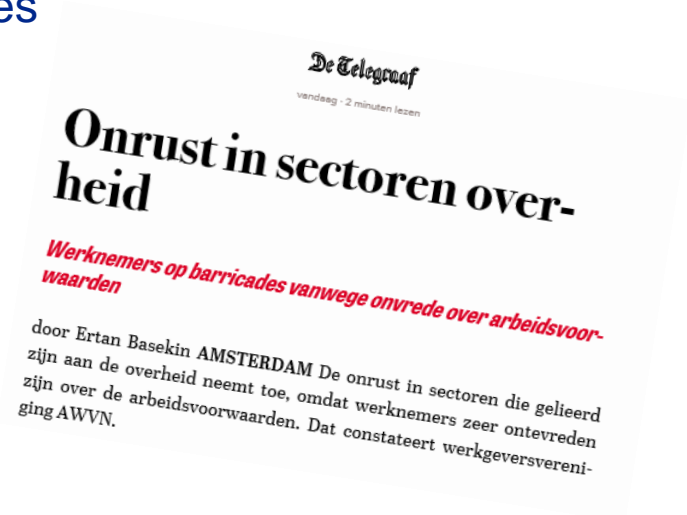 es
De Telegraaf
vandaag · 2 minuten lezen
Onrust in sectoren over-
heid
Werknemers op barricades vanwege onvrede over arbeidsvoor-
waarden
door Ertan Basekin AMSTERDAM De onrust in sectoren die gelieerd
zijn aan de overheid neemt toe, omdat werknemers zeer ontevreden
zijn over de arbeidsvoorwaarden. Dat constateert werkgeversvereni-
ging AWVN.